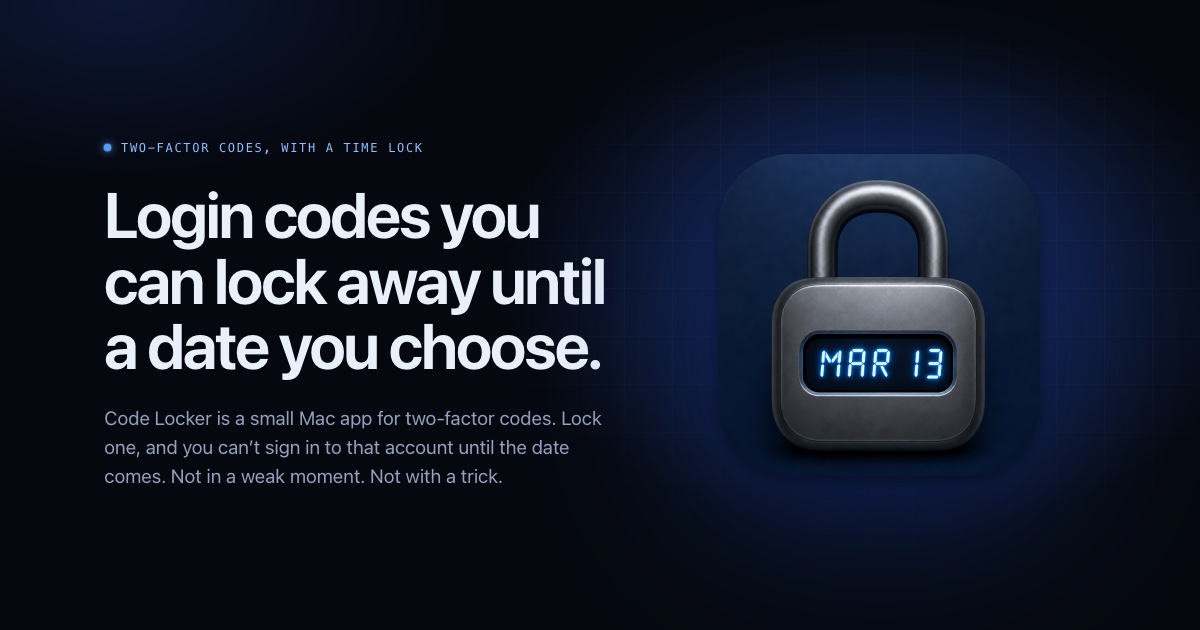 TWO-FACTOR CODES, WITH A TIME LOCK
Login codes you
can lock away until
a date you choose.
Code Locker is a small Mac app for two-factor codes. Lock
one, and you can’t sign in to that account until the date
comes. Not in a weak moment. Not with a trick.
MAR 13